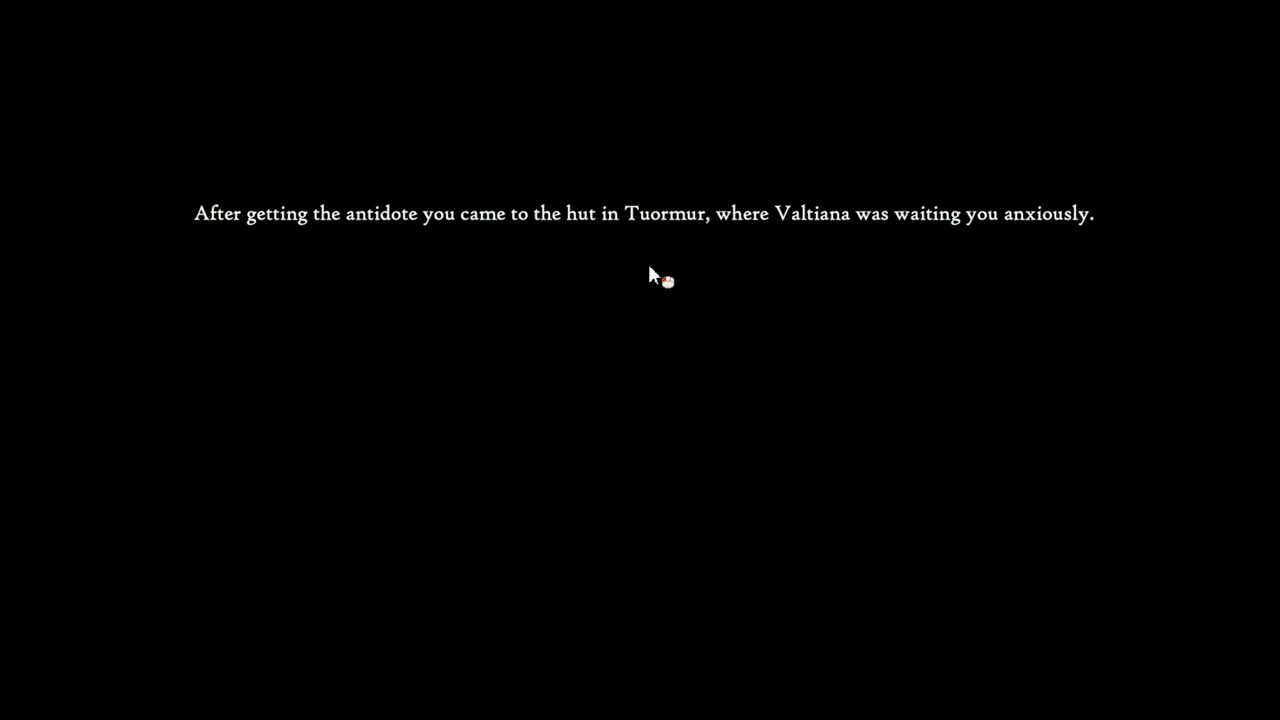 After getting the antidote you came to the hut in Tuormur, where Valtiana was waiting you anxiously.